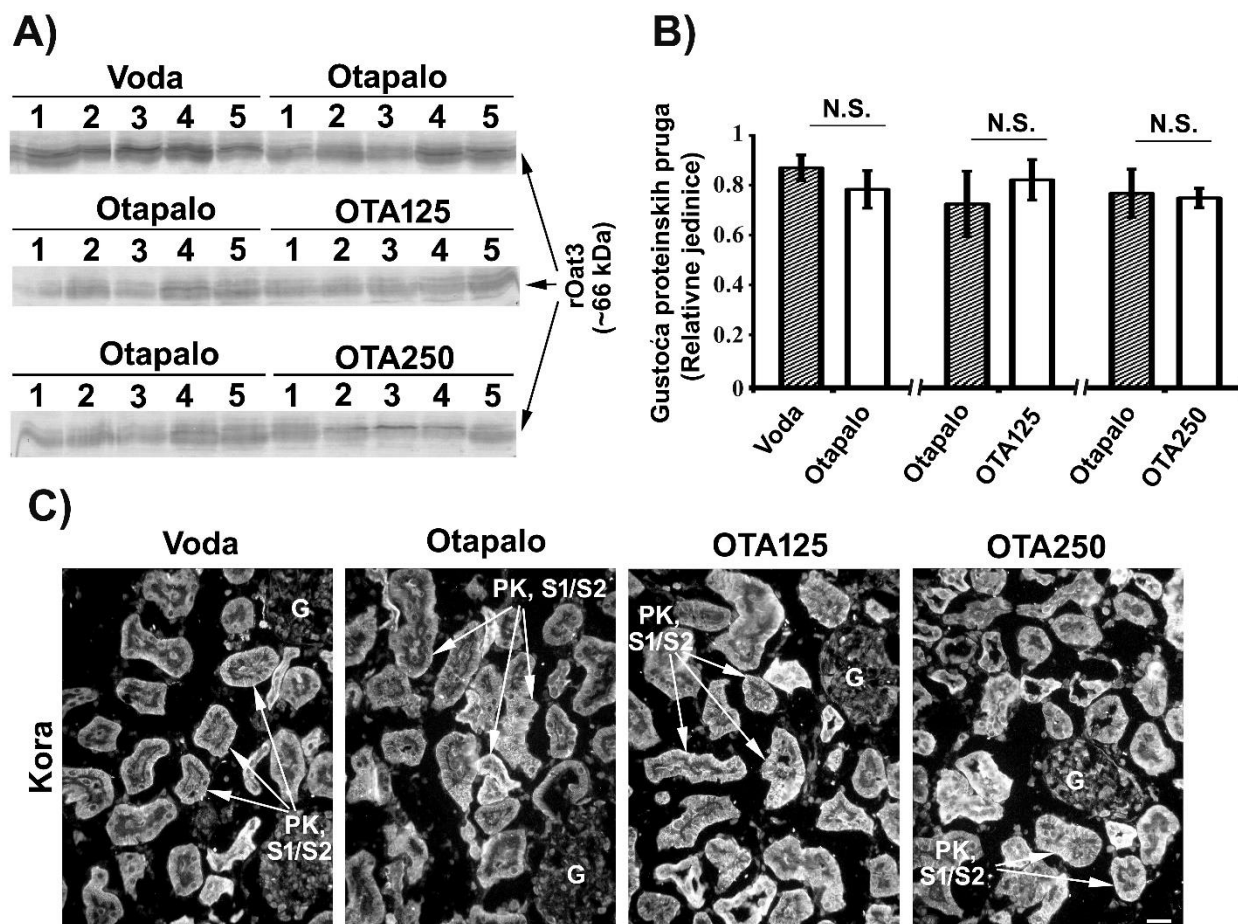 A)
Voda Otapalo
1 2 3 4 5 1 2 3 4 5
Otapalo OTA125
1 2 3 4 5 1 2 3 4 5
Otapalo OTA250
1 2 3 4 5 1 2 3 4 5
rOat3
(~66 kDa)
B)
Gustoća proteinskih pruga
(Relativne jedinice)
1
0.8
0.6
0.4
0.2
0
N.S. N.S. N.S.
Voda Otapalo Otapalo OTA125 Otapalo OTA250
C)
Voda Otapalo OTA125 OTA250
Kora
G
PK,
S1/S2
PK, S1/S2
G
PK,
S1/S2
G
G
PK,
S1/S2